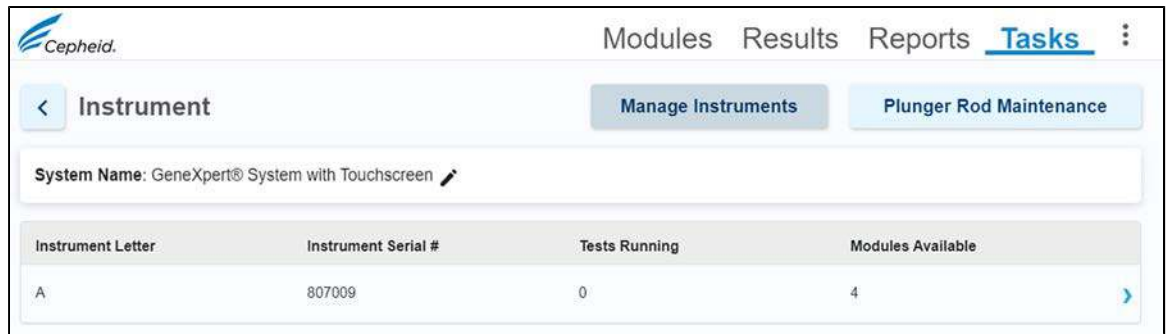 Cepheid.
Modules Results Reports Tasks
Instrument
Manage Instruments
Plunger Rod Maintenance
System Name: GeneXpert® System with Touchscreen
Instrument Letter Instrument Serial # Tests Running Modules Available
A 807009 0 4